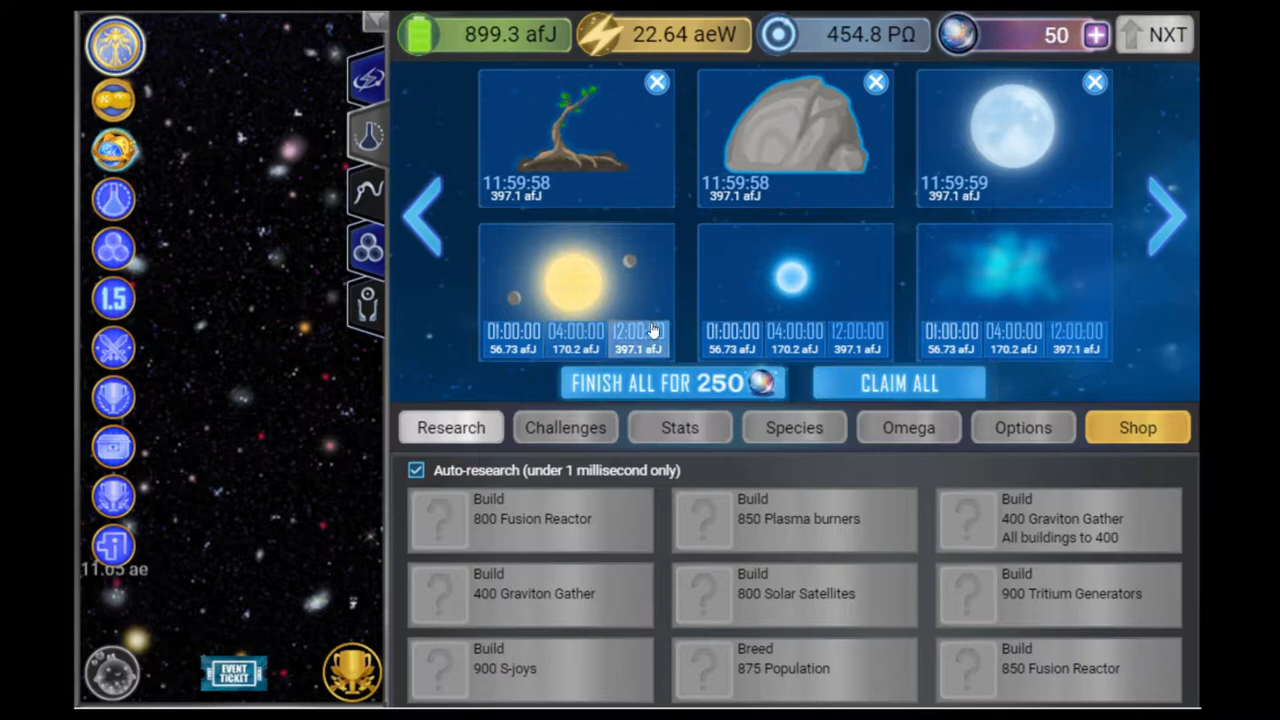 899.3 afJ
22.64 aeW
454.8 PΩ
50
+
NXT
11:59:58
397.1 afJ
11:59:58
397.1 afJ
11:59:59
397.1 afJ
01:00:00 04:00:00 12:00:00
56.73 afJ 170.2 afJ 397.1 afJ
01:00:00 04:00:00 12:00:00
56.73 afJ 170.2 afJ 397.1 afJ
01:00:00 04:00:00 12:00:00
56.73 afJ 170.2 afJ 397.1 afJ
FINISH ALL FOR 250
CLAIM ALL
Research
Challenges
Stats
Species
Omega
Options
Shop
Auto-research (under 1 millisecond only)
Build
800 Fusion Reactor
Build
850 Plasma burners
Build
400 Graviton Gather
All buildings to 400
Build
400 Graviton Gather
Build
800 Solar Satellites
Build
900 Tritium Generators
Build
900 S-joys
Breed
875 Population
Build
850 Fusion Reactor
1.5
EVENT
TICKET